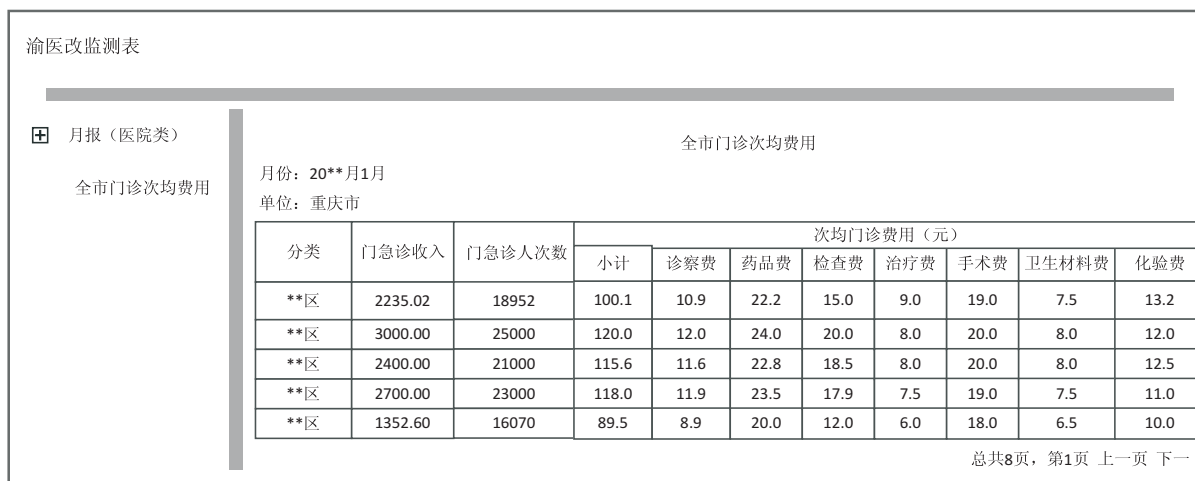 渝医改监测表
月报（医院类）
全市门诊次均费用
全市门诊次均费用
月份：20**月1月
单位：重庆市
分类 门急诊收入 门急诊人次数 次均门诊费用（元）
小计 诊察费 药品费 检查费 治疗费 手术费 卫生材料费 化验费
**区 2235.02 18952 100.1 10.9 22.2 15.0 9.0 19.0 7.5 13.2
**区 3000.00 25000 120.0 12.0 24.0 20.0 8.0 20.0 8.0 12.0
**区 2400.00 21000 115.6 11.6 22.8 18.5 8.0 20.0 8.0 12.5
**区 2700.00 23000 118.0 11.9 23.5 17.9 7.5 19.0 7.5 11.0
**区 1352.60 16070 89.5 8.9 20.0 12.0 6.0 18.0 6.5 10.0
总共8页，第1页 上一页 下一